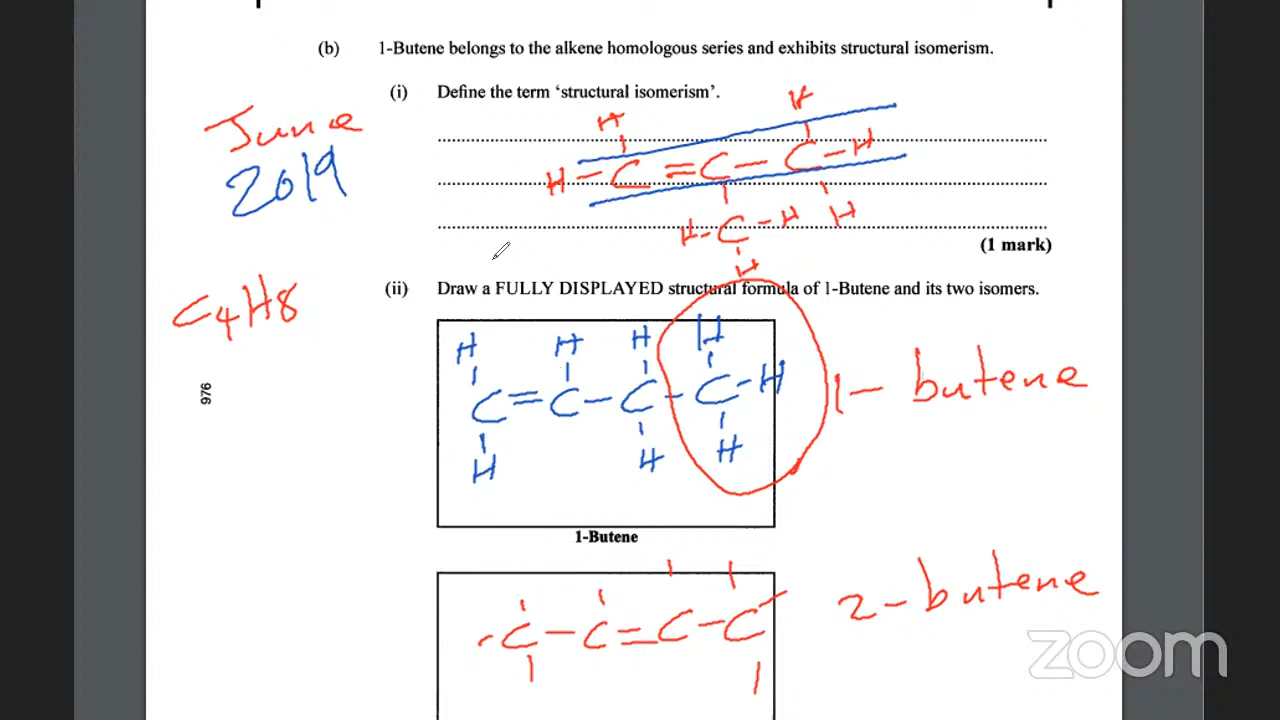 (b) 1-Butene belongs to the alkene homologous series and exhibits structural isomerism.
(i) Define the term ‘structural isomerism’.
June
2019
H H
H - C = C - C - H
H
H - C - H
H
(1 mark)
C4H8
(ii) Draw a FULLY DISPLAYED structural formula of 1-Butene and its two isomers.
H H H H
C = C - C - C - H
H H H
1- butene
976
1-Butene
2-butene
- C - C = C - C -
zoom